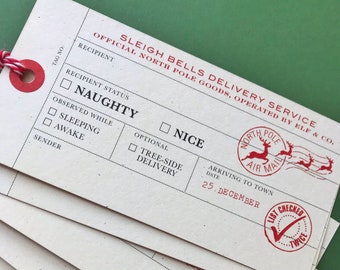 SLEIGH BELLS DELIVERY SERVICE
OFFICIAL NORTH POLE GOODS, OPERATED BY ELF & CO.
TAG NO.
RECIPIENT
RECIPIENT STATUS
NAUGHTY
NICE
OBSERVED WHILE
SLEEPING
AWAKE
OPTIONAL
TREE-SIDE
DELIVERY
SENDER
ARRIVING TO TOWN
DATE
25 DECEMBER
NORTH POLE
AIR MAIL
LIST CHECKED
TWICE